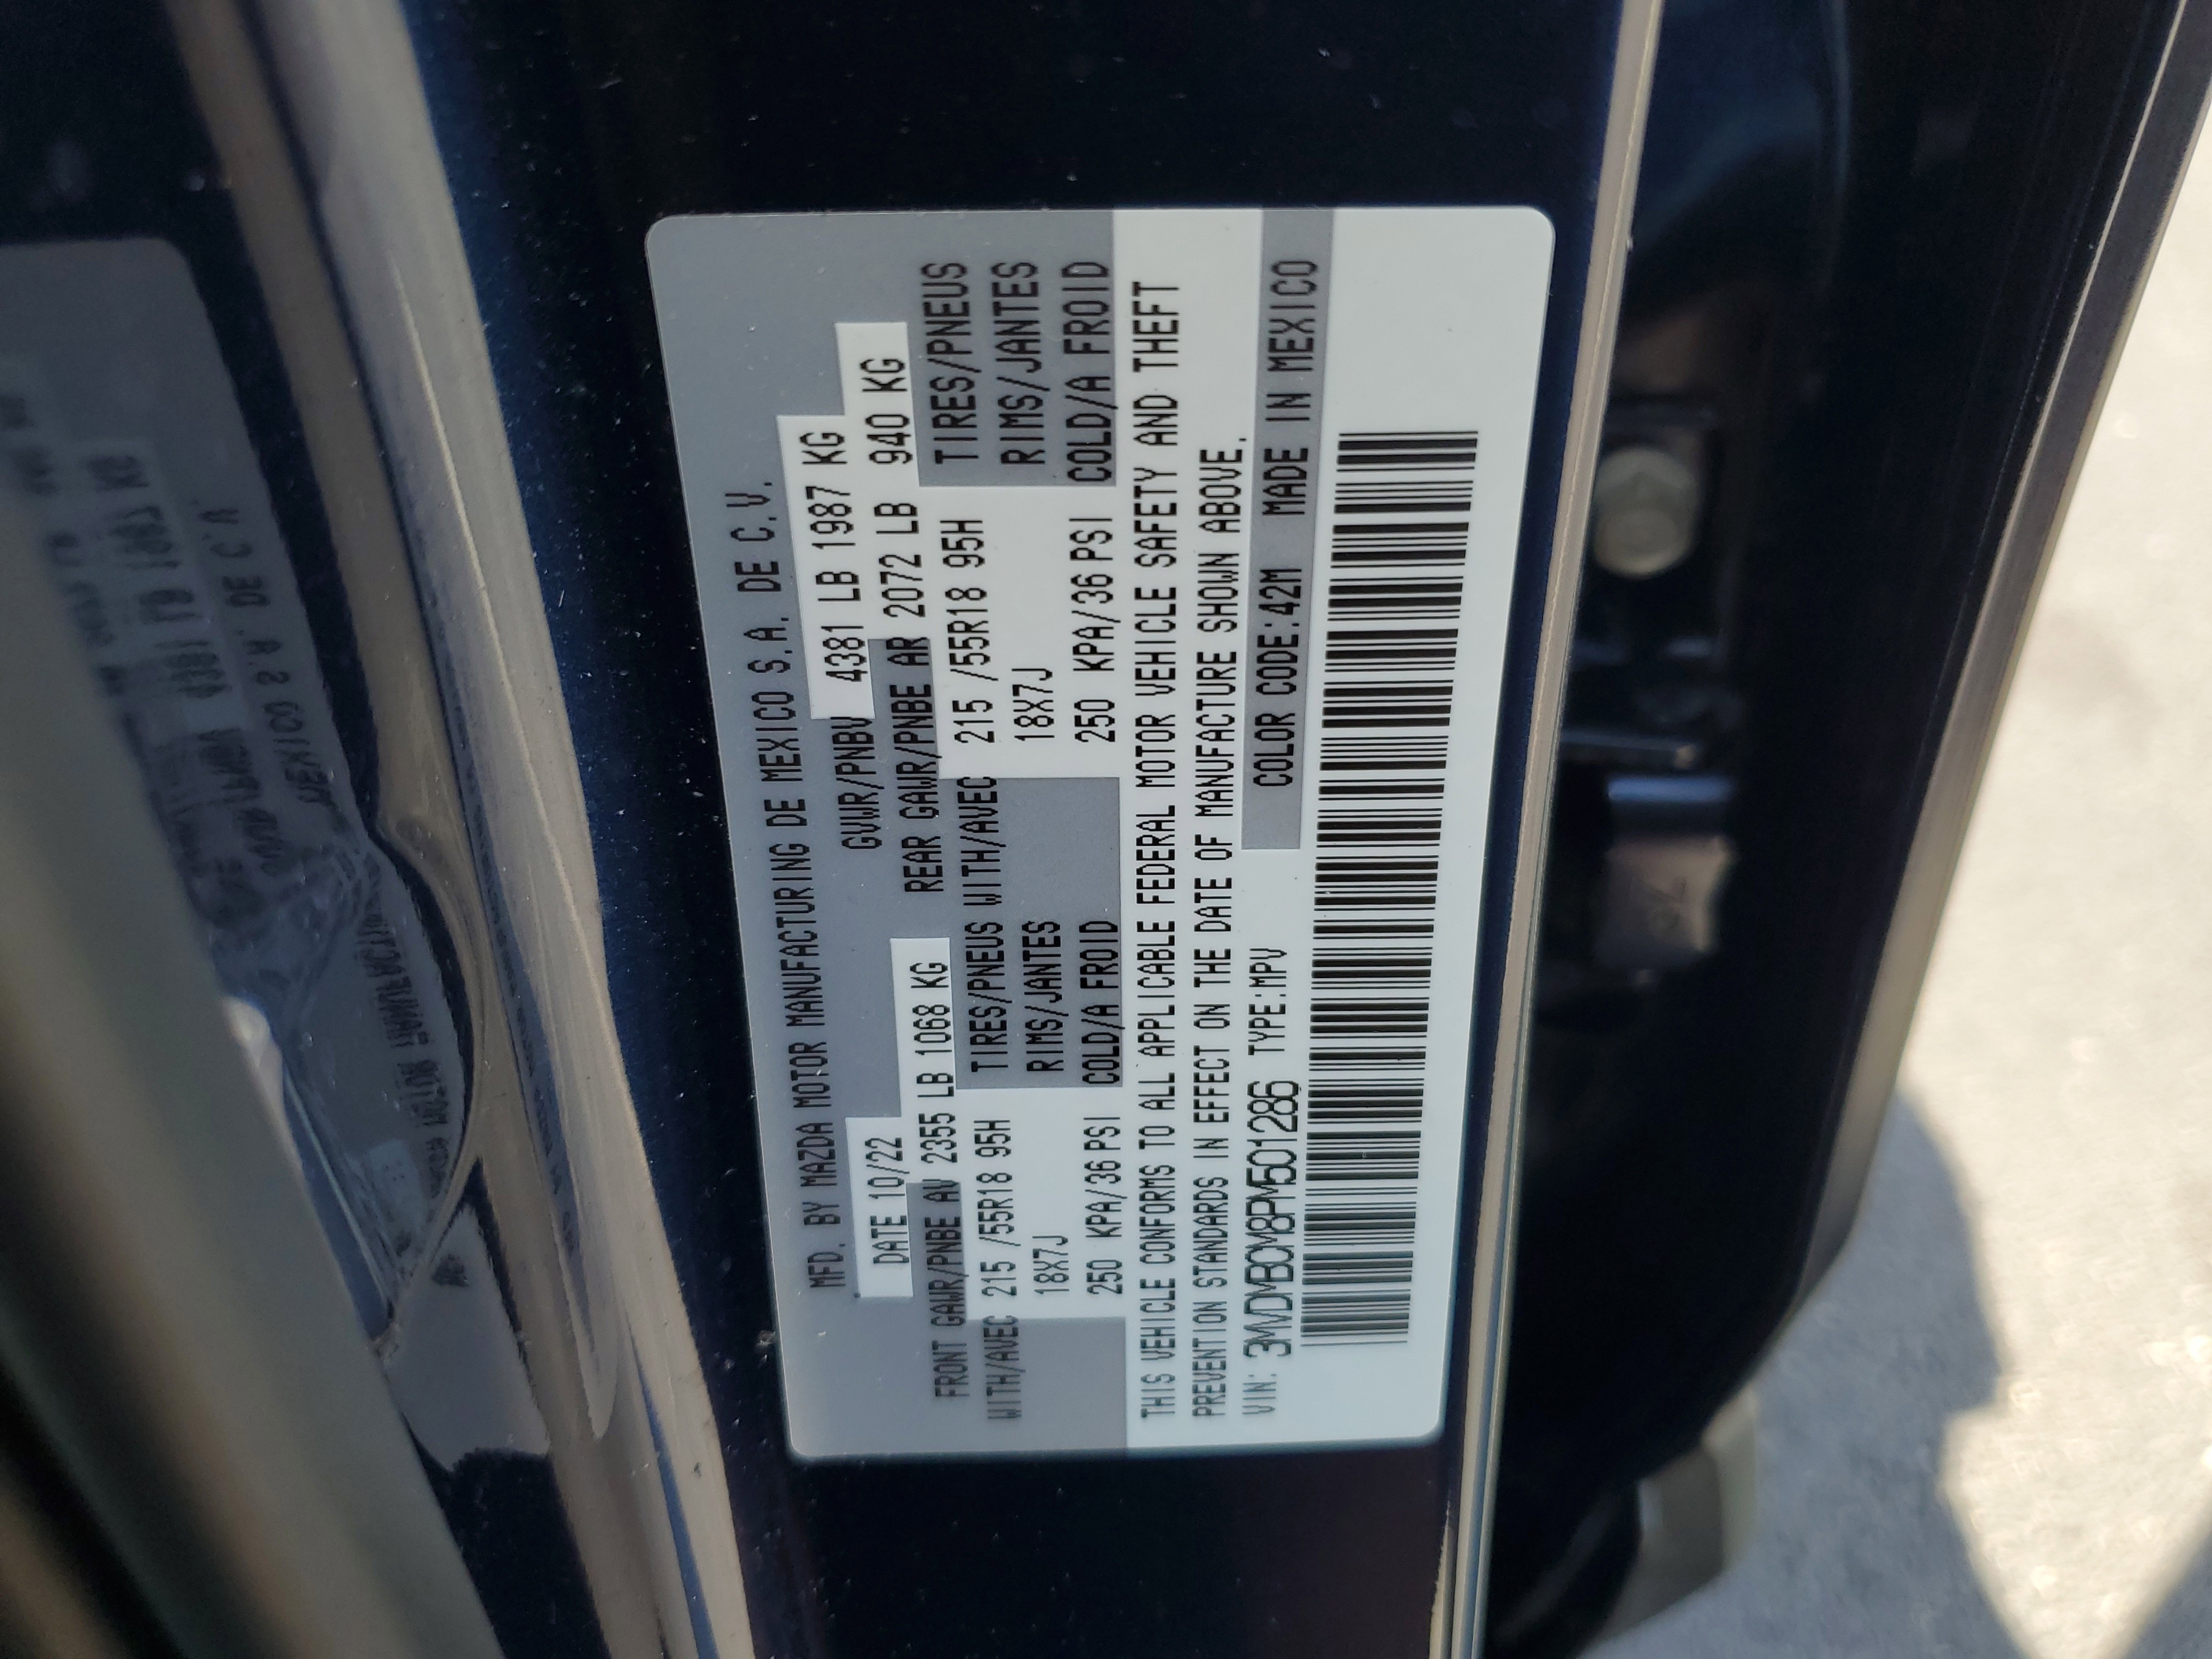 MFD. BY MAZDA MOTOR MANUFACTURING DE MEXICO S.A. DE C.V.
DATE 10/22 GVWR/PNBV 4381 LB 1987 KG
FRONT GAWR/PNBE AV 2355 LB 1068 KG REAR GAWR/PNBE AR 2072 LB 940 KG
WITH/AVEC 215 /55R18 95H TIRES/PNEUS WITH/AVEC 215 /55R18 95H TIRES/PNEUS
18X7J RIMS/JANTES 18X7J RIMS/JANTES
250 KPA/36 PSI COLD/A FROID 250 KPA/36 PSI COLD/A FROID
THIS VEHICLE CONFORMS TO ALL APPLICABLE FEDERAL MOTOR VEHICLE SAFETY AND THEFT
PREVENTION STANDARDS IN EFFECT ON THE DATE OF MANUFACTURE SHOWN ABOVE.
VIN: 3MVDMBCM8PM501286 TYPE:MPV COLOR CODE:42M MADE IN MEXICO